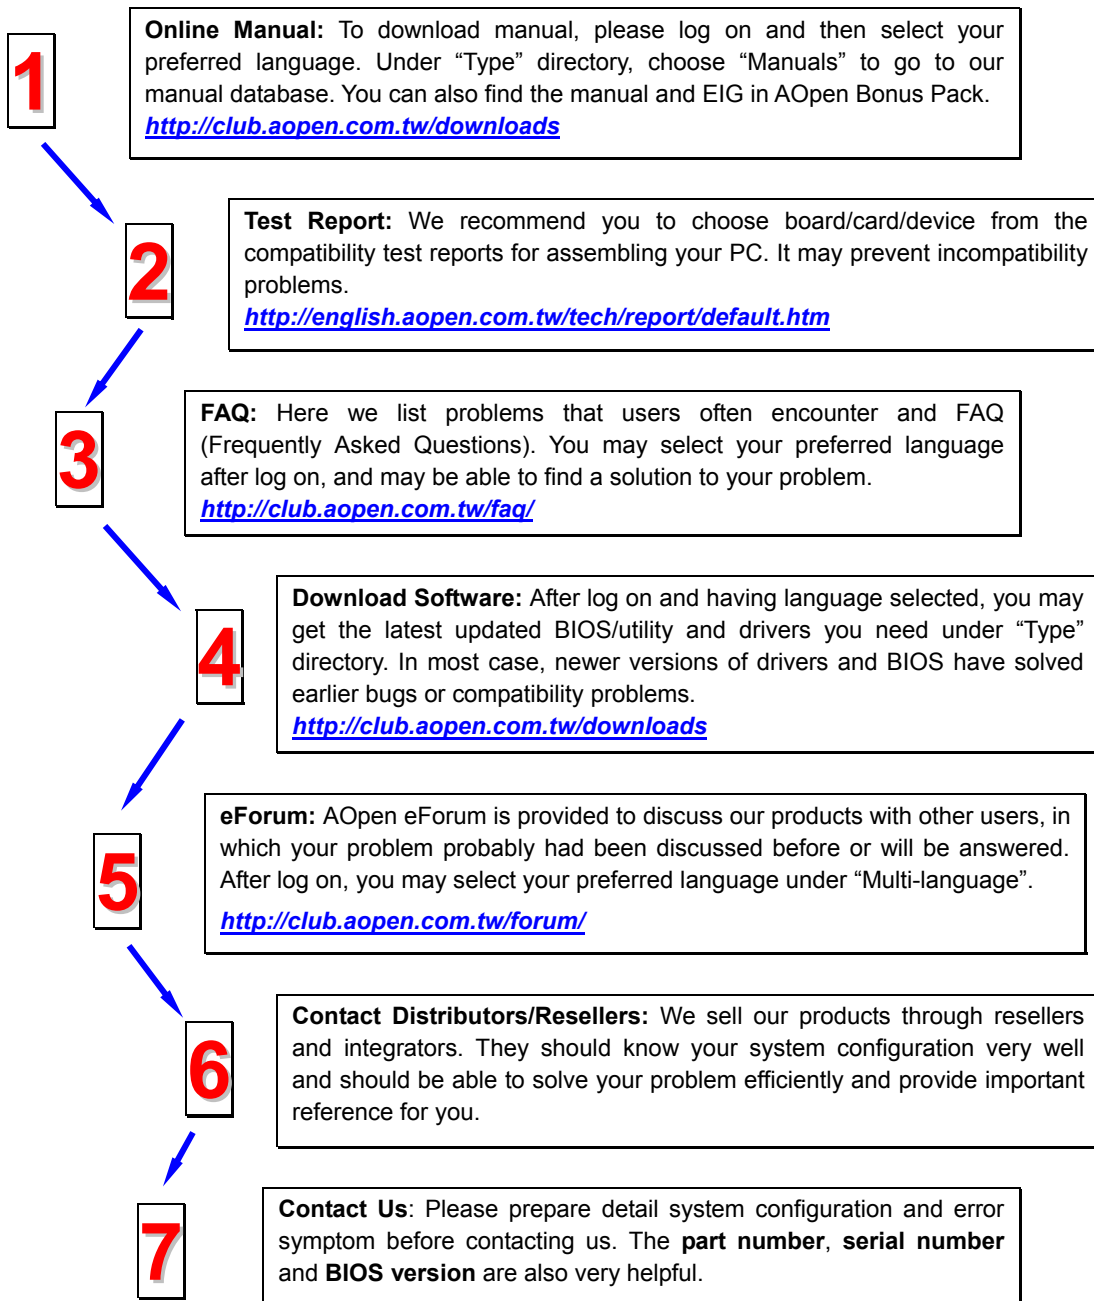 1
Online Manual: To download manual, please log on and then select your
preferred language. Under “Type” directory, choose “Manuals” to go to our
manual database. You can also find the manual and EIG in AOpen Bonus Pack.
http://club.aopen.com.tw/downloads
2
Test Report: We recommend you to choose board/card/device from the
compatibility test reports for assembling your PC. It may prevent incompatibility
problems.
http://english.aopen.com.tw/tech/report/default.htm
3
FAQ: Here we list problems that users often encounter and FAQ
(Frequently Asked Questions). You may select your preferred language
after log on, and may be able to find a solution to your problem.
http://club.aopen.com.tw/faq/
4
Download Software: After log on and having language selected, you may
get the latest updated BIOS/utility and drivers you need under “Type”
directory. In most case, newer versions of drivers and BIOS have solved
earlier bugs or compatibility problems.
http://club.aopen.com.tw/downloads
5
eForum: AOpen eForum is provided to discuss our products with other users, in
which your problem probably had been discussed before or will be answered.
After log on, you may select your preferred language under “Multi-language”.
http://club.aopen.com.tw/forum/
6
Contact Distributors/Resellers: We sell our products through resellers
and integrators. They should know your system configuration very well
and should be able to solve your problem efficiently and provide important
reference for you.
7
Contact Us: Please prepare detail system configuration and error
symptom before contacting us. The part number, serial number
and BIOS version are also very helpful.